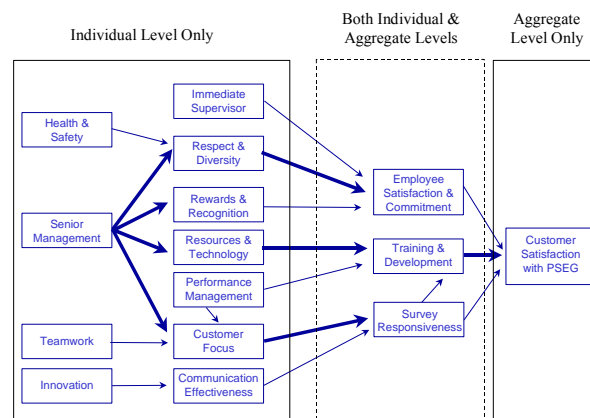 Individual Level Only
Both Individual &
Aggregate Levels
Aggregate
Level Only
Immediate
Supervisor
Health &
Safety
Respect &
Diversity
Rewards &
Recognition
Employee
Satisfaction &
Commitment
Senior
Management
Resources &
Technology
Training &
Development
Customer
Satisfaction
with PSEG
Performance
Management
Survey
Responsiveness
Teamwork
Customer
Focus
Innovation
Communication
Effectiveness